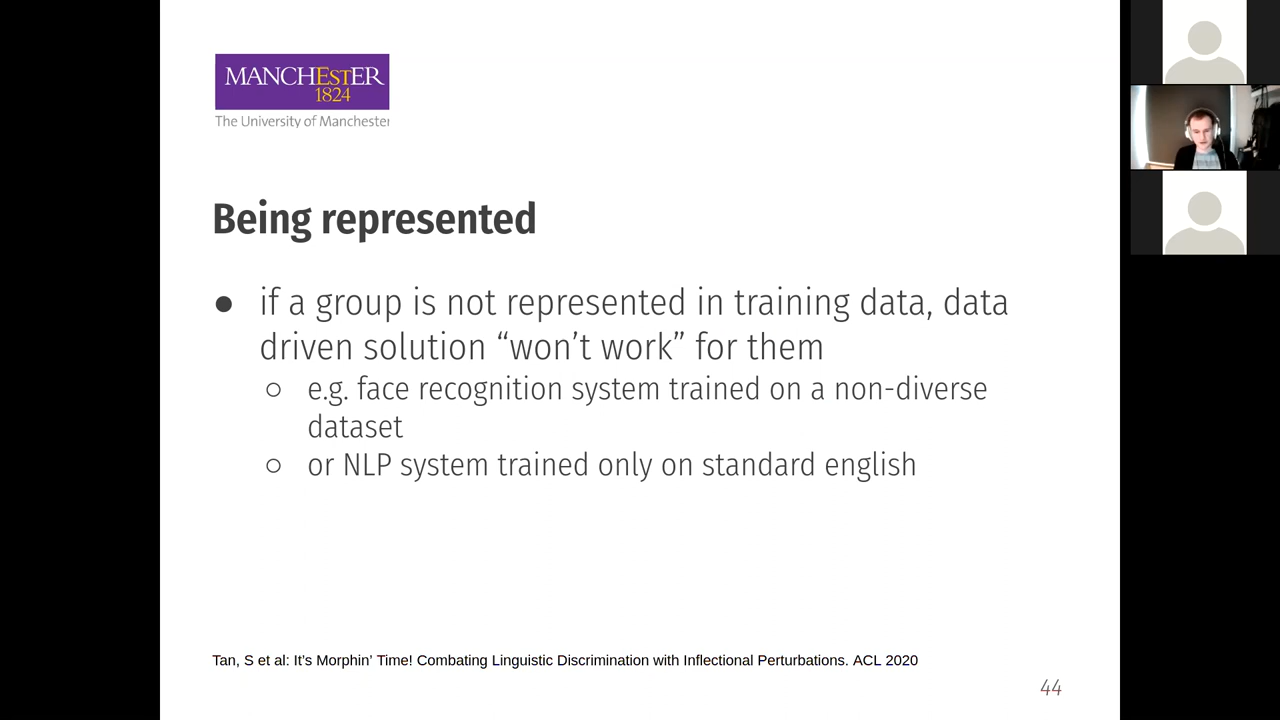 MANCHESTER
1824
The University of Manchester
Being represented
● if a group is not represented in training data, data
driven solution “won’t work” for them
○ e.g. face recognition system trained on a non-diverse
dataset
○ or NLP system trained only on standard english
Tan, S et al: It's Morphin' Time! Combating Linguistic Discrimination with Inflectional Perturbations. ACL 2020
44